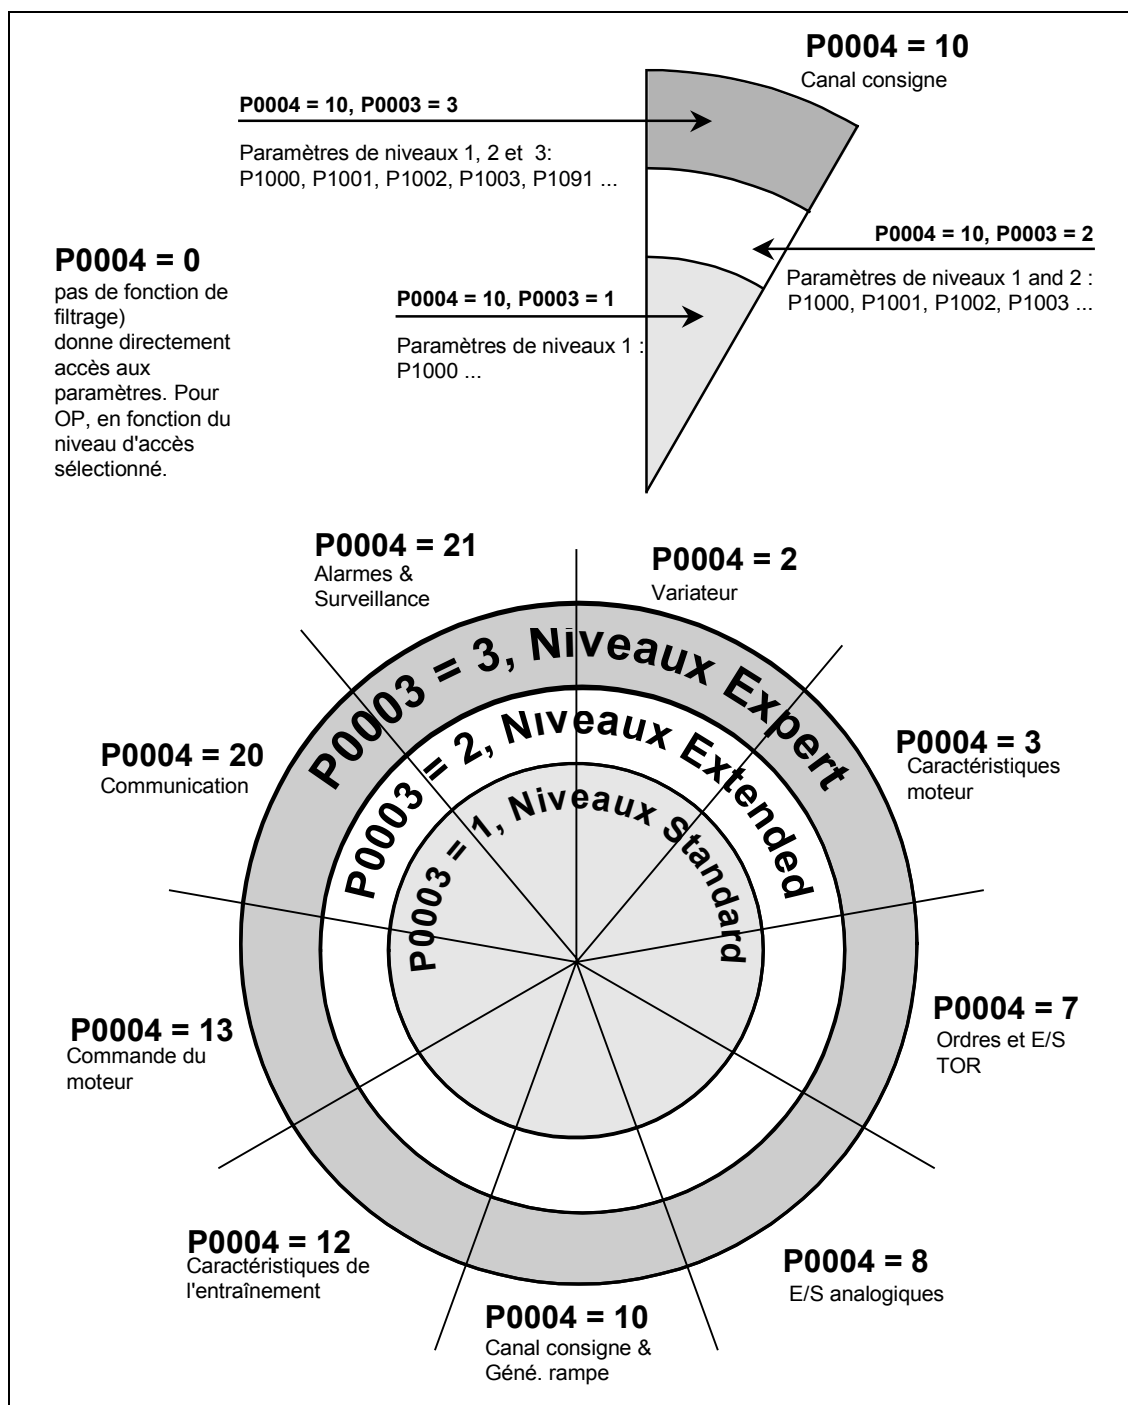 P0004 = 10
Canal consigne
P0004 = 10, P0003 = 3
Paramètres de niveaux 1, 2 et 3:
P1000, P1001, P1002, P1003, P1091 ...
P0004 = 10, P0003 = 2
Paramètres de niveaux 1 and 2 :
P1000, P1001, P1002, P1003 ...
P0004 = 0
pas de fonction de
filtrage)
donne directement
accès aux
paramètres. Pour
OP, en fonction du
niveau d'accès
sélectionné.
P0004 = 10, P0003 = 1
Paramètres de niveaux 1 :
P1000 ...
P0004 = 21
Alarmes &
Surveillance
P0004 = 2
Variateur
P0003 = 3, Niveaux Expert
P0003 = 2, Niveaux Extended
P0003 = 1, Niveaux Standard
P0004 = 20
Communication
P0004 = 3
Caractéristiques
moteur
P0004 = 13
Commande du
moteur
P0004 = 7
Ordres et E/S
TOR
P0004 = 12
Caractéristiques de
l'entraînement
P0004 = 8
E/S analogiques
P0004 = 10
Canal consigne &
Géné. rampe